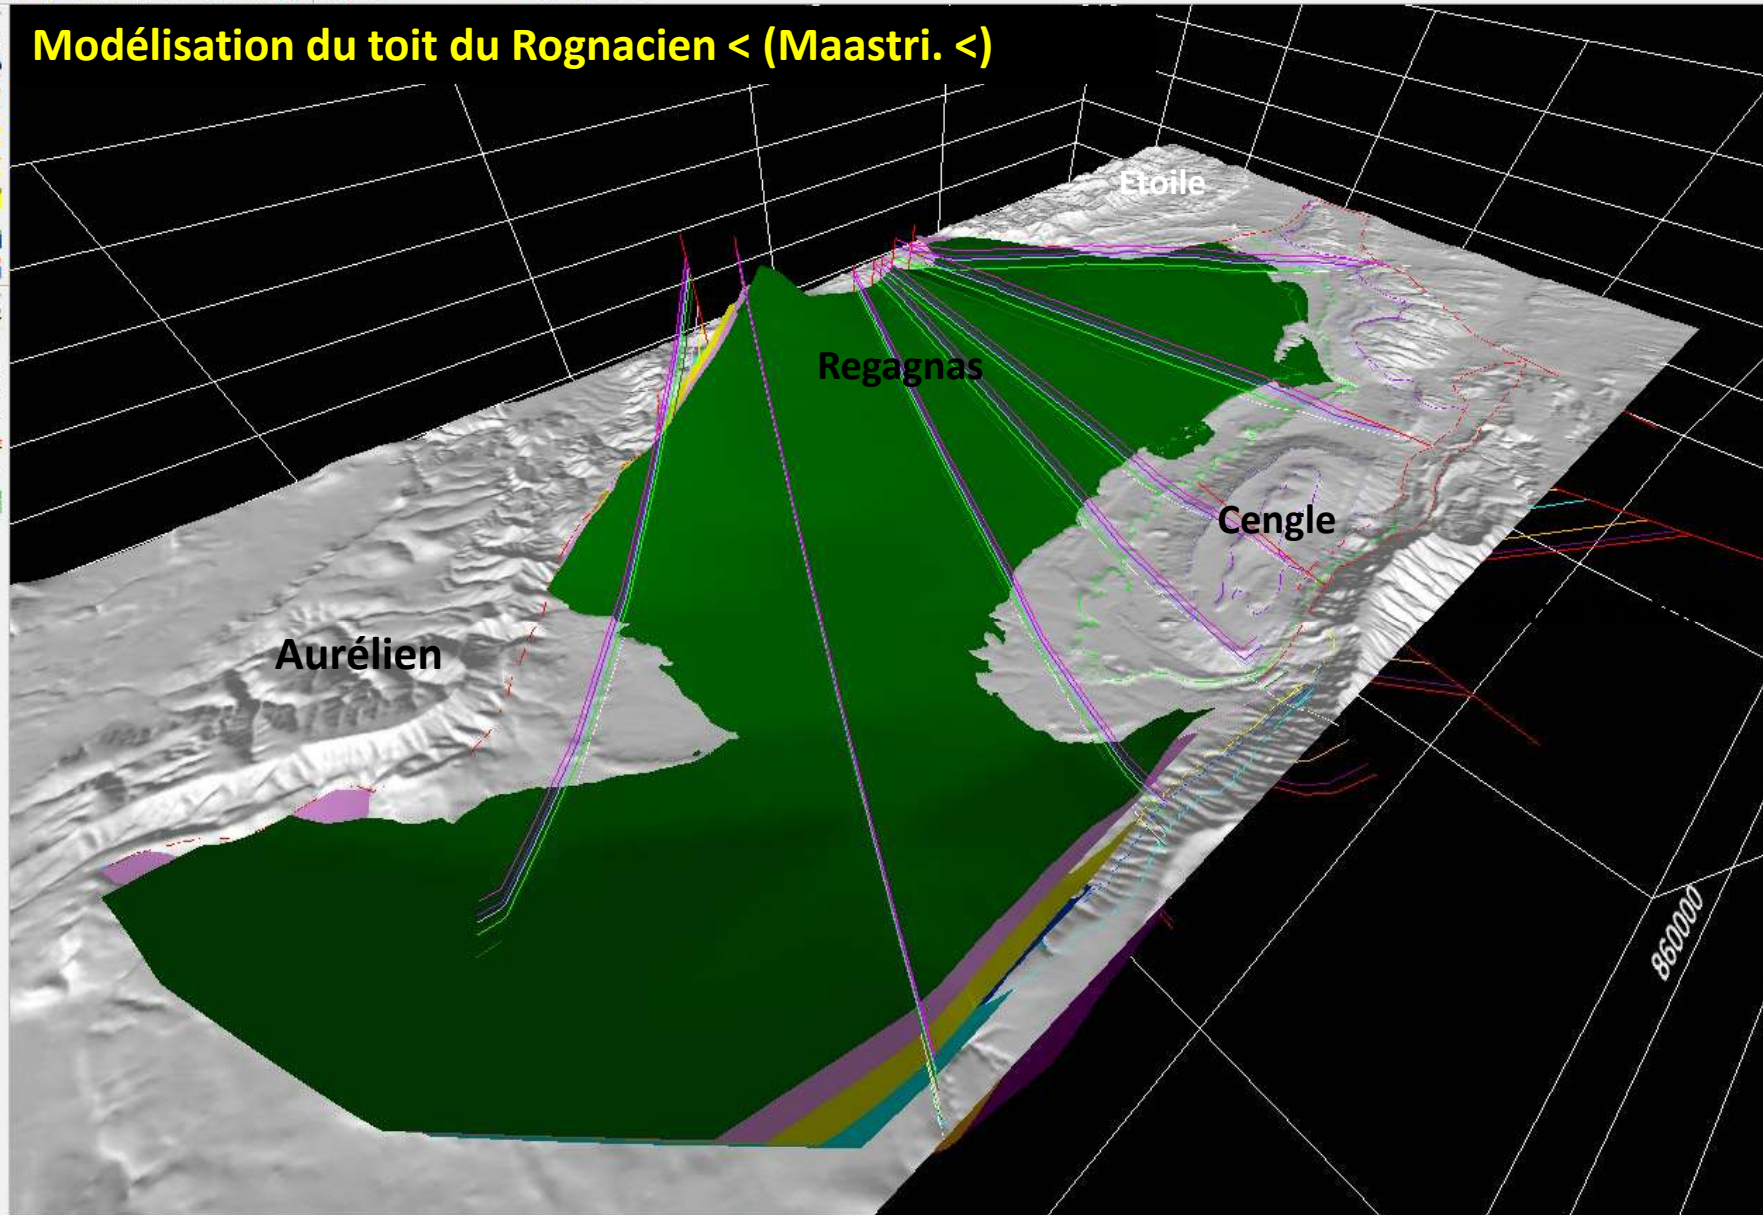 Modélisation du toit du Rognacien < (Maastri. <)
Etoile
Regagnas
Cengle
Aurélien
860000